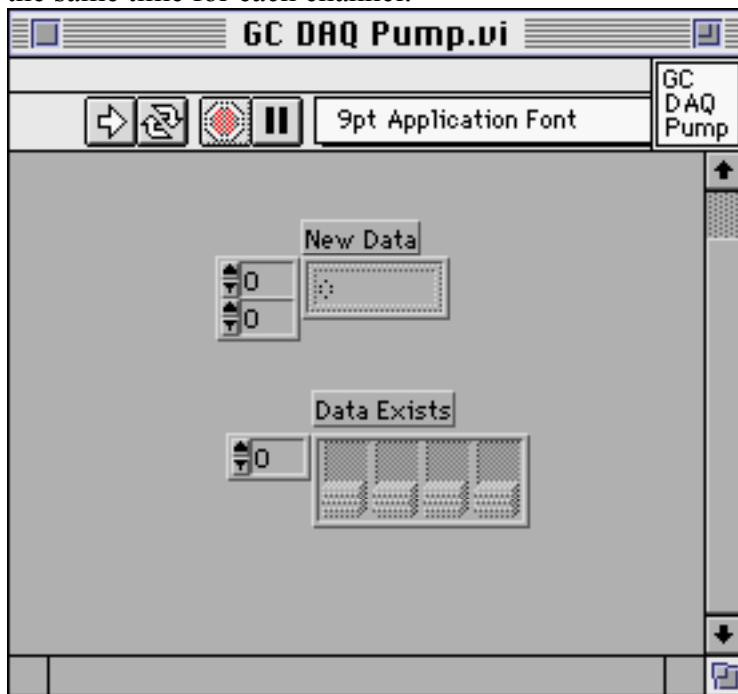 the same time for each channel.
GC DAQ Pump.vi
GC
DAQ
Pump
9pt Application Font
New Data
0
0
0
Data Exists
0